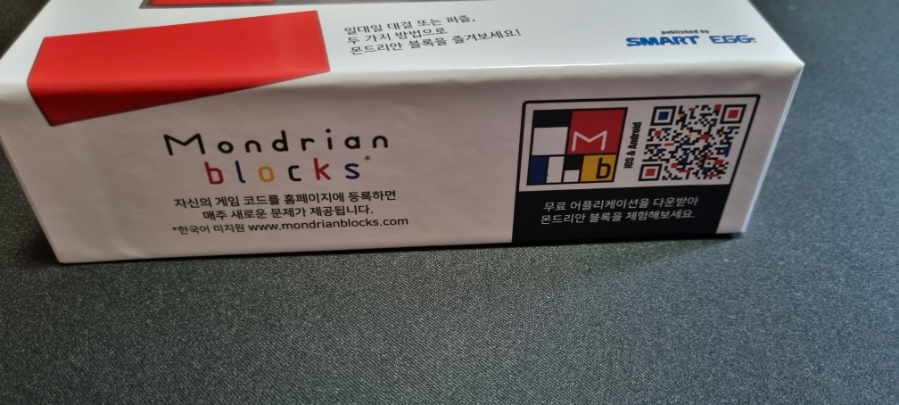 일대일 대결 또는 퍼즐,
두 가지 방법으로
몬드리안 블록을 즐겨보세요!
published by
SMART EGG
Mondrian
blocks
자신의 게임 코드를 홈페이지에 등록하면
매주 새로운 문제가 제공됩니다.
*한국어 미지원 www.mondrianblocks.com
M
b
iOS & Android
무료 어플리케이션을 다운받아
몬드리안 블록을 체험해보세요.